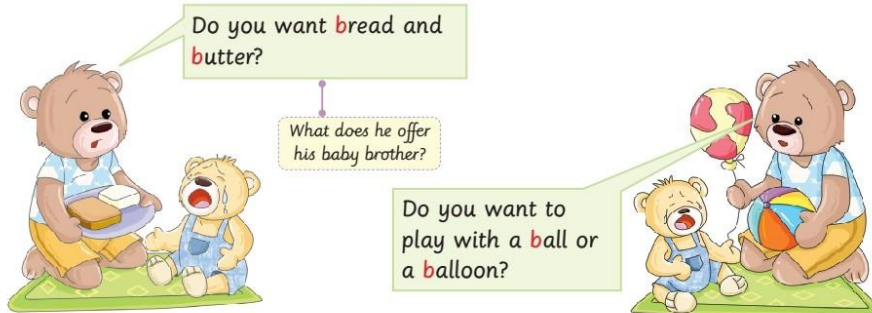 Do you want bread and
butter?
What does he offer
his baby brother?
Do you want to
play with a ball or
a balloon?